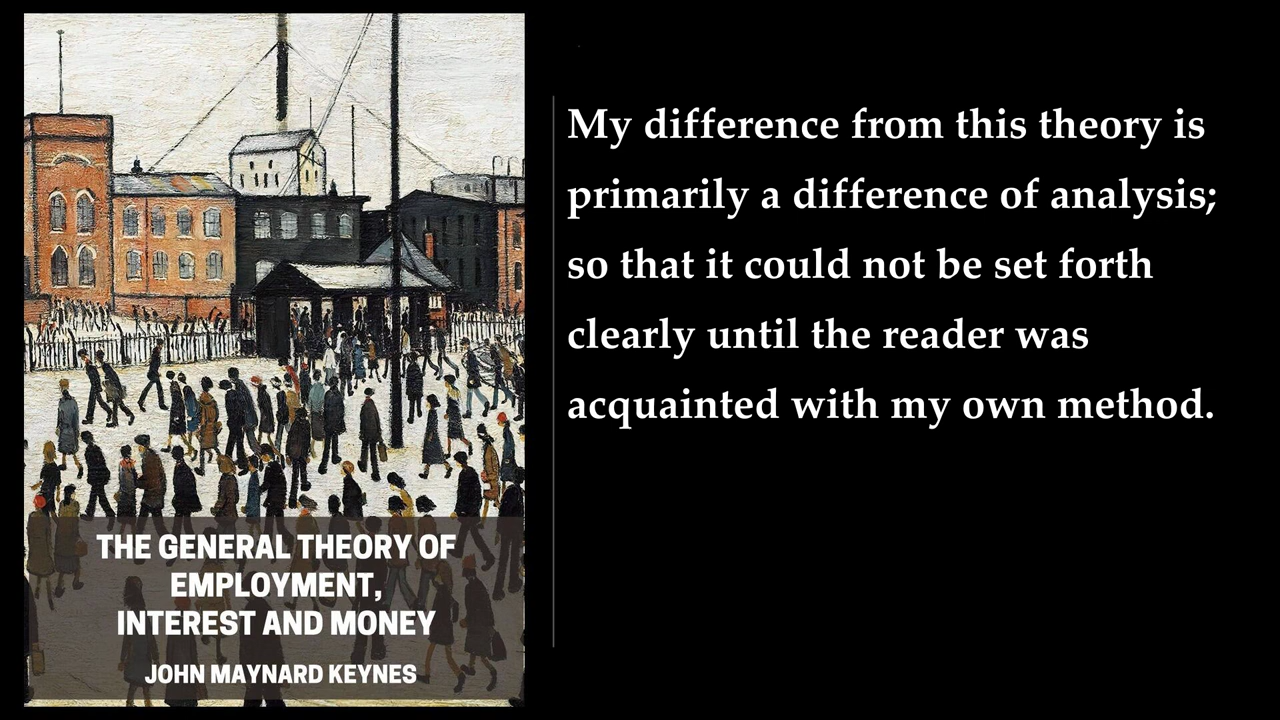 THE GENERAL THEORY OF
EMPLOYMENT,
INTEREST AND MONEY
JOHN MAYNARD KEYNES
My difference from this theory is
primarily a difference of analysis;
so that it could not be set forth
clearly until the reader was
acquainted with my own method.